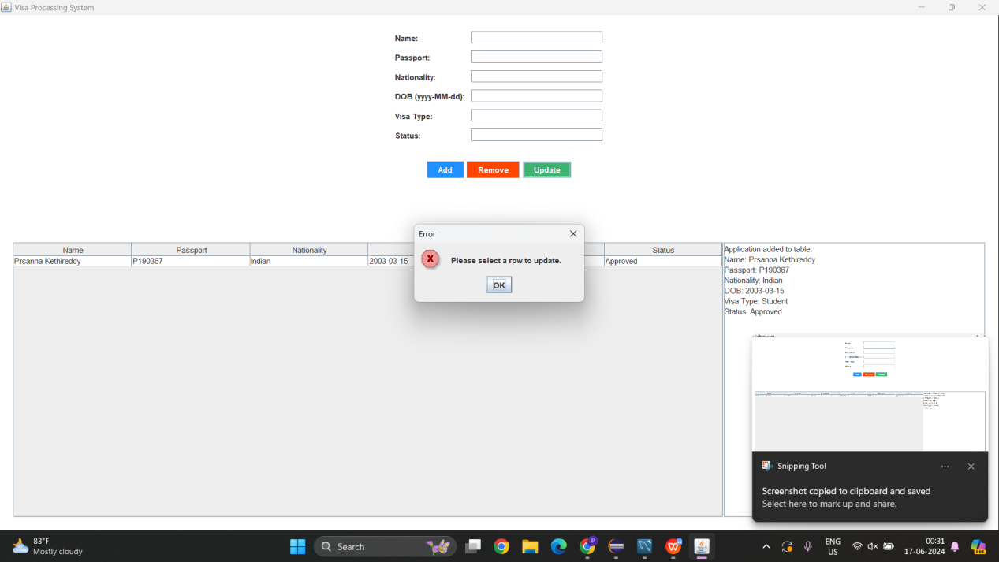 Visa Processing System
Name:
Passport:
Nationality:
DOB (yyyy-MM-dd):
Visa Type:
Status:
Add Remove Update
Error
Please select a row to update.
OK
Name Passport Nationality Status
Prsanna Kethireddy P190367 Indian 2003-03-15 Approved
Application added to table:
Name: Prsanna Kethireddy
Passport: P190367
Nationality: Indian
DOB: 2003-03-15
Visa Type: Student
Status: Approved
Snipping Tool
Screenshot copied to clipboard and saved
Select here to mark up and share.
83°F
Mostly cloudy
Search
ENG
US
00:31
17-06-2024